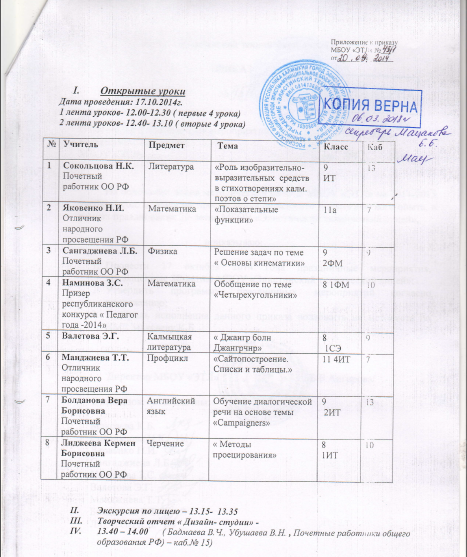 Приложение к приказу
МБОУ «ЭТЛ» №
от 20 . 09. 2014
КОПИЯ ВЕРНА
06.03.2018г
секретарь Мацакова
Б.Б.
I. Открытые уроки
Дата проведения: 17.10.2014г.
1 лента урока- 12.00-12.30 ( первые 4 урока)
2 лента уроков- 12.40- 13.10 ( вторые 4 урока)
№ Учитель Предмет Тема Класс Каб
1 Сокольцова Н.К. Литература «Роль изобразительно- 9 13
Почетный выразительных средств ИТ
работник ОО РФ в стихотворениях калм.
поэтов о степи»
2 Яковенко Н.И. Математика «Показательные 11а 7
Отличник функции»
народного
просвещения РФ
3 Сангаджиева Л.Б. Физика Решение задач по теме 9 9
Почетный « Основы кинематики» 2ФМ
работник ОО РФ
4 Наминова З.С. Математика Обобщение по теме 8 1ФМ 10
Призер «Четырехугольники»
республиканского
конкурса « Педагог
года -2014»
5 Валетова Э.Г. Калмыцкая « Джангр болн 8 9
литература Джангрчнр» 1СЭ
6 Манджиева Т.Т. Профцикл «Сайтопостроение. 11 4ИТ 7
Отличник Списки и таблицы.»
народного
просвещения РФ
7 Болданова Вера Английский Обучение диалогической 9 13
Борисовна язык речи на основе темы 2ИТ
Почетный «Campaigners»
работник ОО РФ
8 Лиджеева Кермен Черчение « Методы 8 10
Борисовна проецирования» 1ИТ
Почетный
работник ОО РФ
II. Экскурсия по лицею – 13.15- 13.35
III. Творческий отчет « Дизайн- студии» -
IV. 13.40 – 14.00 ( Бадмаева В.Ч., Убушаева В.Н. , Почетные работники общего
образования РФ) – каб № 15)